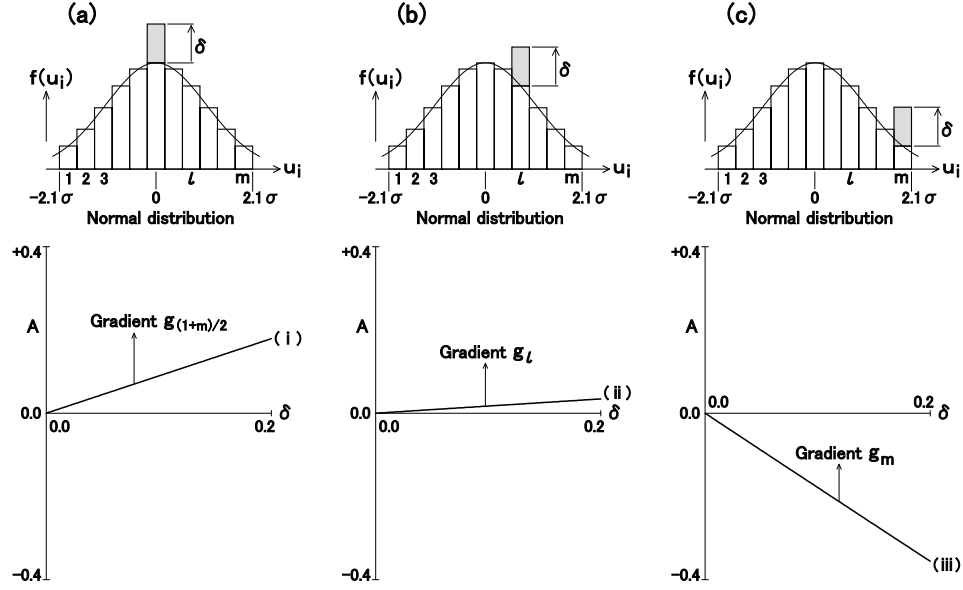 (a)
δ
f(uᵢ)
uᵢ
1 2 3 l m
-2.1σ 0 2.1σ
Normal distribution
+0.4
A
Gradient g(1+m)/2
(i)
0.0
δ
0.0 0.2
-0.4
(b)
δ
f(uᵢ)
uᵢ
1 2 3 l m
-2.1σ 0 2.1σ
Normal distribution
+0.4
A
Gradient gl
(ii)
0.0
δ
0.0 0.2
-0.4
(c)
f(uᵢ)
δ
uᵢ
1 2 3 l m
-2.1σ 0 2.1σ
Normal distribution
+0.4
A
0.0 0.2
0.0
δ
Gradient gm
(iii)
-0.4